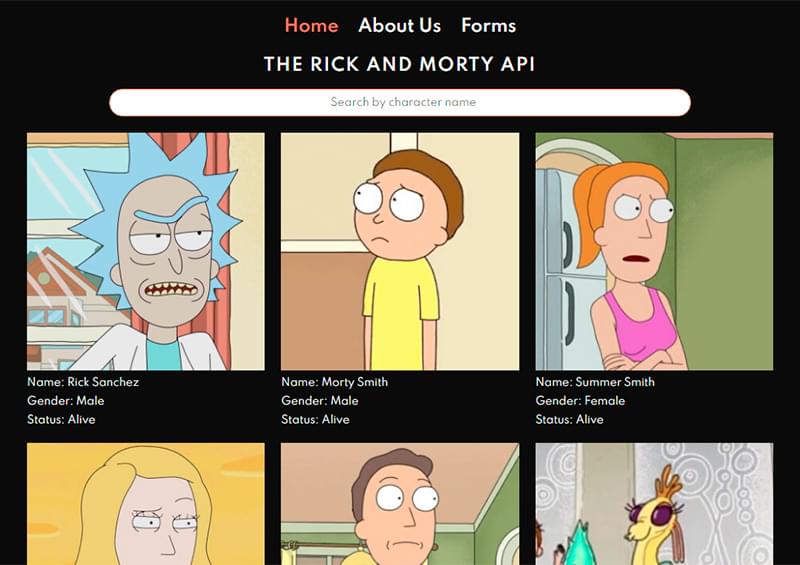 Home About Us Forms
THE RICK AND MORTY API
Search by character name
Name: Rick Sanchez
Gender: Male
Status: Alive
Name: Morty Smith
Gender: Male
Status: Alive
Name: Summer Smith
Gender: Female
Status: Alive